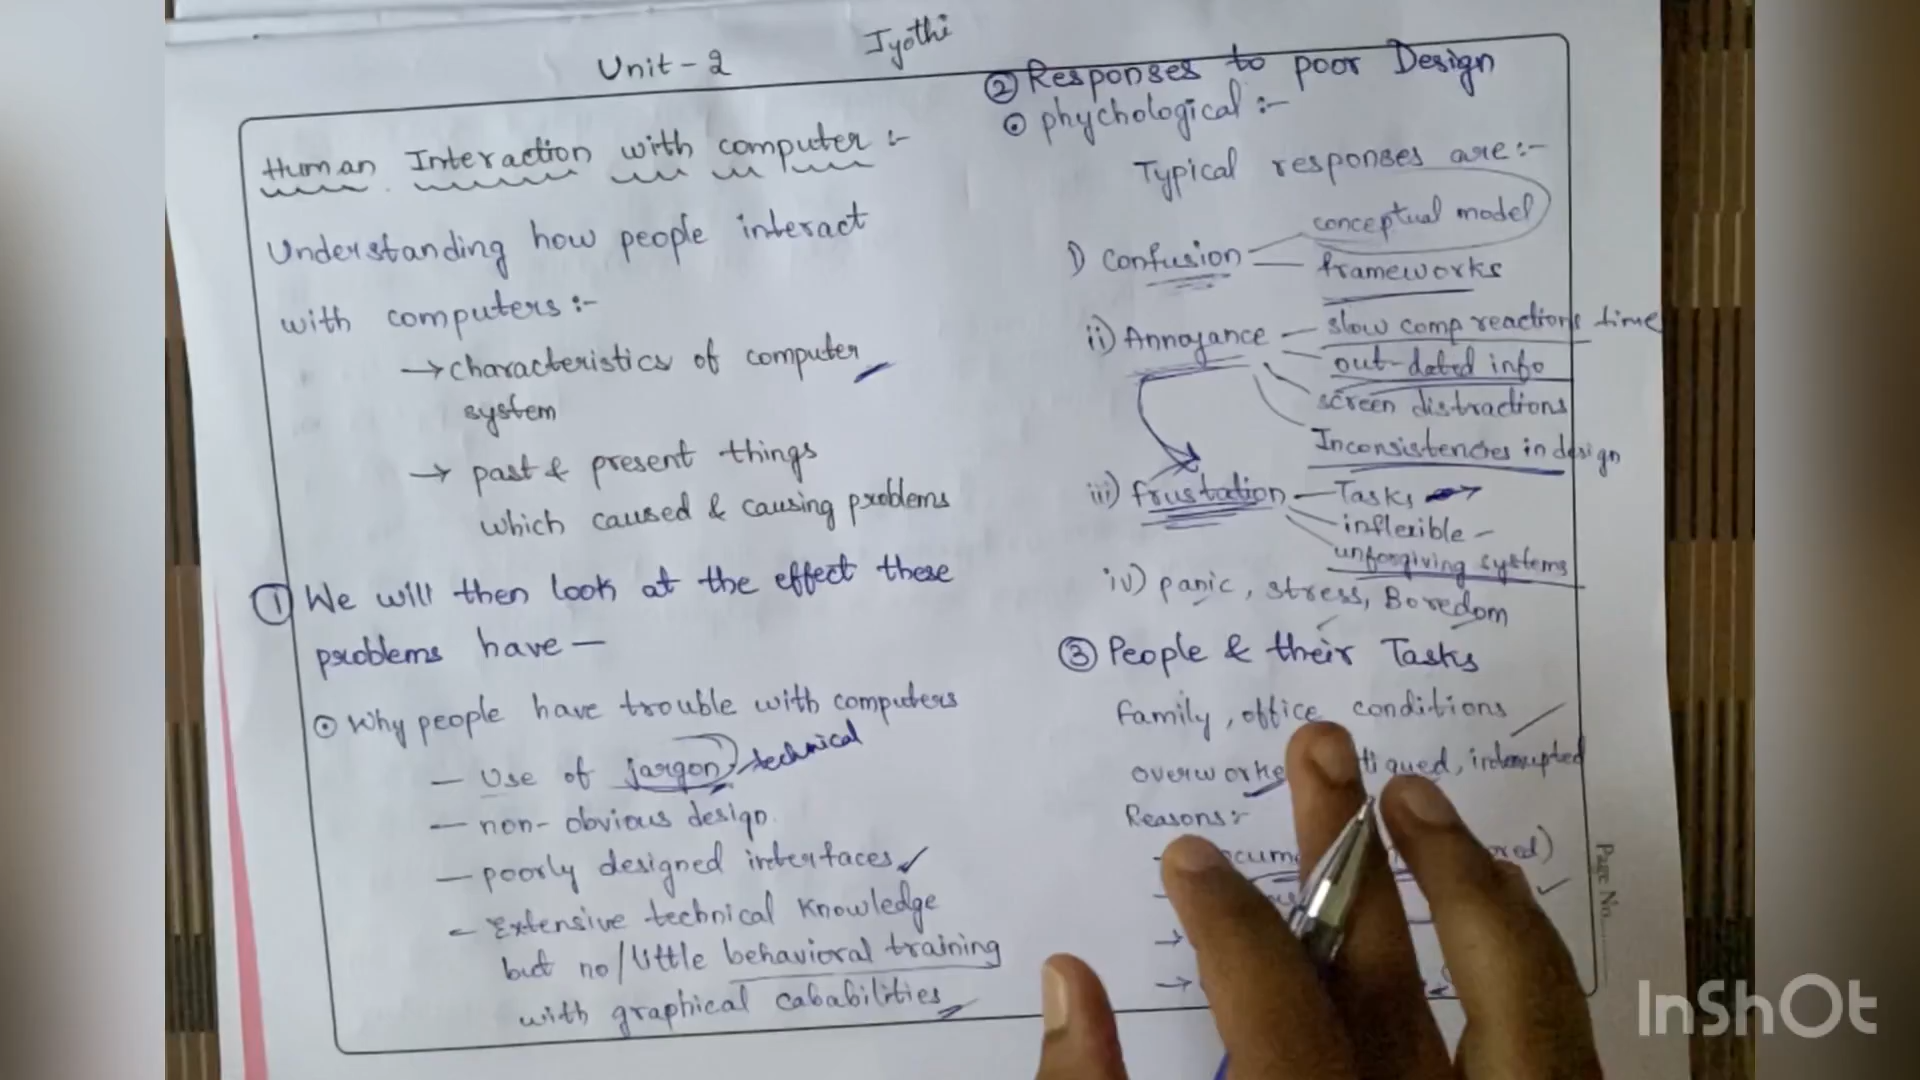 Unit-2
Jyothi
Human Interaction with computer :-
Understanding how people interact
with computers:-
→ characteristics of computer
system
→ past & present things
which caused & causing problems
① We will then look at the effect these
problems have —
⊙ Why people have trouble with computers
— Use of jargon → technical
— non-obvious design.
— poorly designed interfaces ✓
— Extensive technical knowledge
but no/little behavioral training
with graphical cababilities
② Responses to poor Design
⊙ phychological :-
Typical responses are:-
i) confusion — conceptual model
— frameworks
ii) Annoyance — slow comp reactions time
out-dated info
screen distractions
Inconsistencies in design
iii) frustation — Tasks →
inflexible —
unforgiving systems
iv) panic, stress, Boredom
③ People & their Tasks
family, office conditions
interrupted
Reasons:-
Page No.........
InShOt